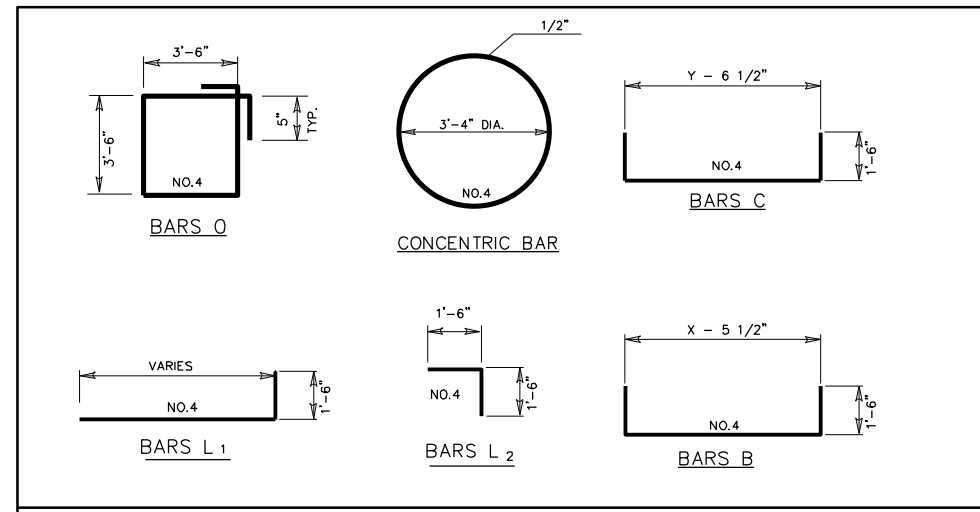 3'-6"
3'-6"
5"
TYP.
NO.4
BARS O
1/2"
3'-4" DIA.
NO.4
CONCENTRIC BAR
Y - 6 1/2"
1'-6"
NO.4
BARS C
VARIES
1'-6"
NO.4
BARS L 1
1'-6"
NO.4
1'-6"
BARS L 2
X - 5 1/2"
1'-6"
NO.4
BARS B